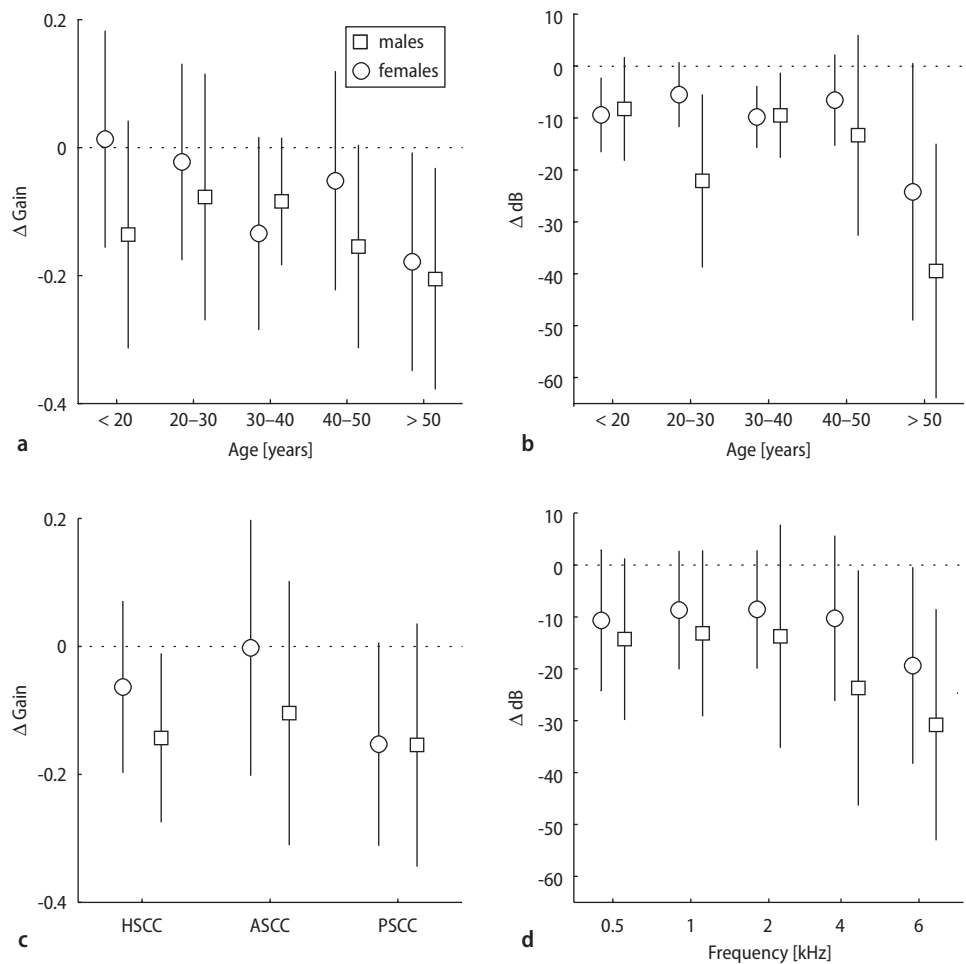 0.2
0
-0.2
-0.4
Δ Gain
males
females
< 20 20–30 30–40 40–50 > 50
Age [years]
a
10
0
-10
-20
-30
-40
-50
-60
Δ dB
< 20 20–30 30–40 40–50 > 50
Age [years]
b
0.2
0
-0.2
-0.4
Δ Gain
HSCC ASCC PSCC
c
10
0
-10
-20
-30
-40
-50
-60
Δ dB
0.5 1 2 4 6
Frequency [kHz]
d